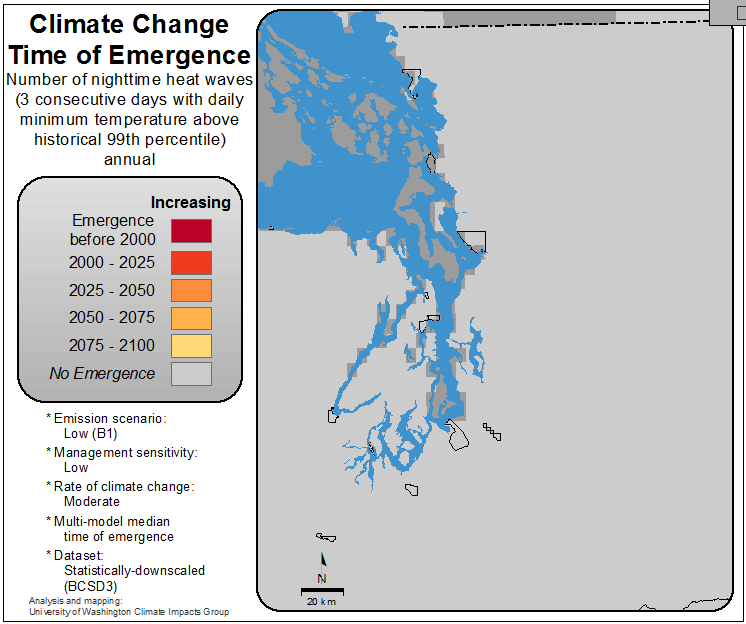 Climate Change
Time of Emergence
Number of nighttime heat waves
(3 consecutive days with daily
minimum temperature above
historical 99th percentile)
annual
Increasing
Emergence
before 2000
2000 - 2025
2025 - 2050
2050 - 2075
2075 - 2100
No Emergence
* Emission scenario:
Low (B1)
* Management sensitivity:
Low
* Rate of climate change:
Moderate
* Multi-model median
time of emergence
* Dataset:
Statistically-downscaled
(BCSD3)
Analysis and mapping:
University of Washington Climate Impacts Group
N
20 km